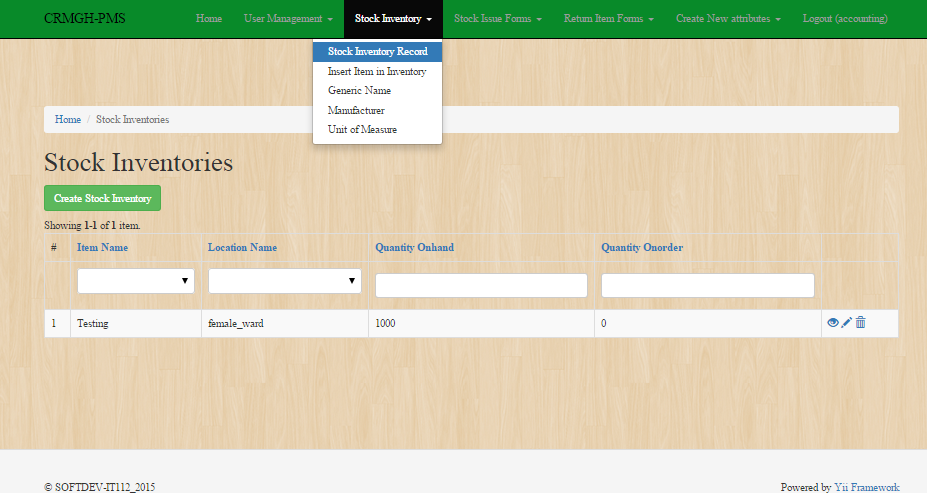 CRMGH-PMS Home User Management Stock Inventory Stock Issue Forms Return Item Forms Create New attributes Logout (accounting)
Stock Inventory Record
Insert Item in Inventory
Generic Name
Manufacturer
Unit of Measure
Home / Stock Inventories
Stock Inventories
Create Stock Inventory
Showing 1-1 of 1 item.
# Item Name Location Name Quantity Onhand Quantity Onorder
1 Testing female_ward 1000 0
© SOFTDEV-IT112_2015 Powered by Yii Framework